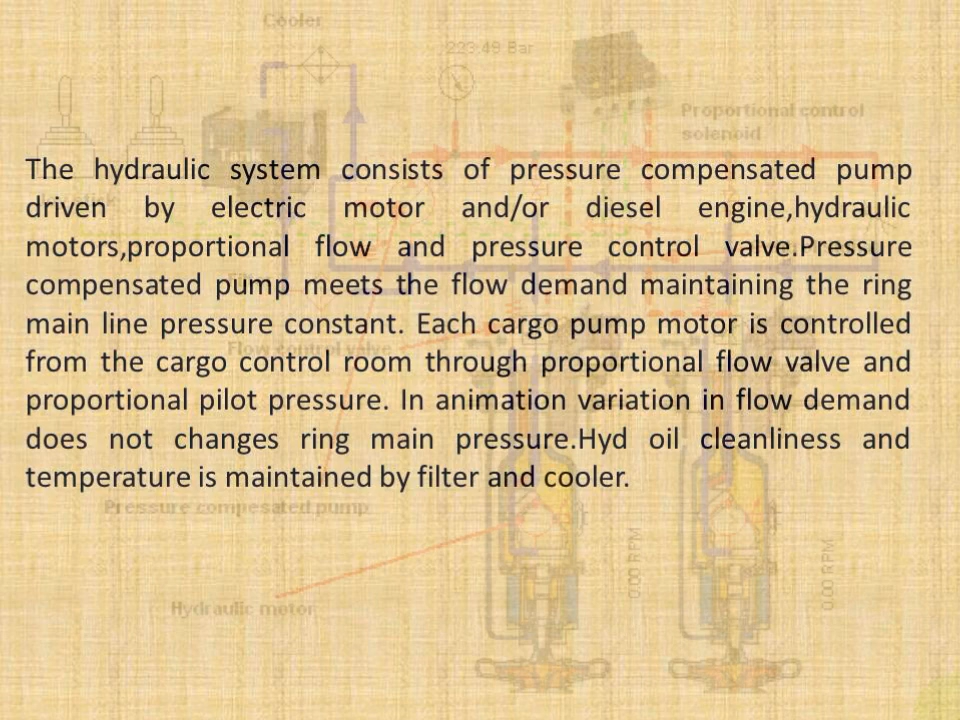 Cooler
223.49 Bar
Proportional control
solenoid
The hydraulic system consists of pressure compensated pump
driven by electric motor and/or diesel engine,hydraulic
motors,proportional flow and pressure control valve.Pressure
compensated pump meets the flow demand maintaining the ring
main line pressure constant. Each cargo pump motor is controlled
from the cargo control room through proportional flow valve and
proportional pilot pressure. In animation variation in flow demand
does not changes ring main pressure.Hyd oil cleanliness and
temperature is maintained by filter and cooler.
Flow control valve
Pressure compesated pump
Hydraulic motor
0.00 RPM
0.00 RPM